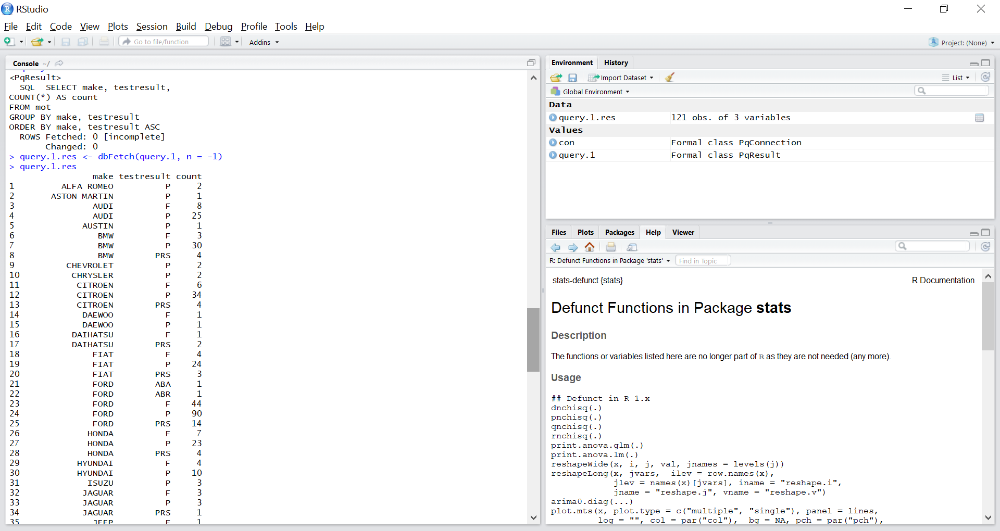 RStudio
File Edit Code View Plots Session Build Debug Profile Tools Help
Go to file/function Addins Project: (None)
Console ~/
<PqResult>
  SQL  SELECT make, testresult,
COUNT(*) AS count
FROM mot
GROUP BY make, testresult
ORDER BY make, testresult ASC
  ROWS Fetched: 0 [incomplete]
       Changed: 0
> query.1.res <- dbFetch(query.1, n = -1)
> query.1.res
make testresult count
1 ALFA ROMEO P 2
2 ASTON MARTIN P 1
3 AUDI F 8
4 AUDI P 25
5 AUSTIN P 1
6 BMW F 3
7 BMW P 30
8 BMW PRS 4
9 CHEVROLET P 2
10 CHRYSLER P 2
11 CITROEN F 6
12 CITROEN P 34
13 CITROEN PRS 4
14 DAEWOO F 1
15 DAEWOO P 1
16 DAIHATSU F 1
17 DAIHATSU PRS 2
18 FIAT F 4
19 FIAT P 24
20 FIAT PRS 3
21 FORD ABA 1
22 FORD ABR 1
23 FORD F 44
24 FORD P 90
25 FORD PRS 14
26 HONDA F 7
27 HONDA P 23
28 HONDA PRS 4
29 HYUNDAI F 4
30 HYUNDAI P 10
31 ISUZU P 3
32 JAGUAR F 3
33 JAGUAR P 3
34 JAGUAR PRS 1
35 JEEP F 1
Environment History
Import Dataset List
Global Environment
Data
query.1.res 121 obs. of 3 variables
Values
con Formal class PqConnection
query.1 Formal class PqResult
Files Plots Packages Help Viewer
R: Defunct Functions in Package 'stats' Find in Topic
stats-defunct {stats} R Documentation
Defunct Functions in Package stats
Description
The functions or variables listed here are no longer part of R as they are not needed (any more).
Usage
## Defunct in R 1.x
dnchisq(.)
pnchisq(.)
qnchisq(.)
rnchisq(.)
print.anova.glm(.)
print.anova.lm(.)
reshapeWide(x, i, j, val, jnames = levels(j))
reshapeLong(x, jvars,  ilev = row.names(x),
            jlev = names(x)[jvars], iname = "reshape.i",
            jname = "reshape.j", vname = "reshape.v")
arima0.diag(...)
plot.mts(x, plot.type = c("multiple", "single"), panel = lines,
         log = "", col = par("col"),  bg = NA, pch = par("pch"),